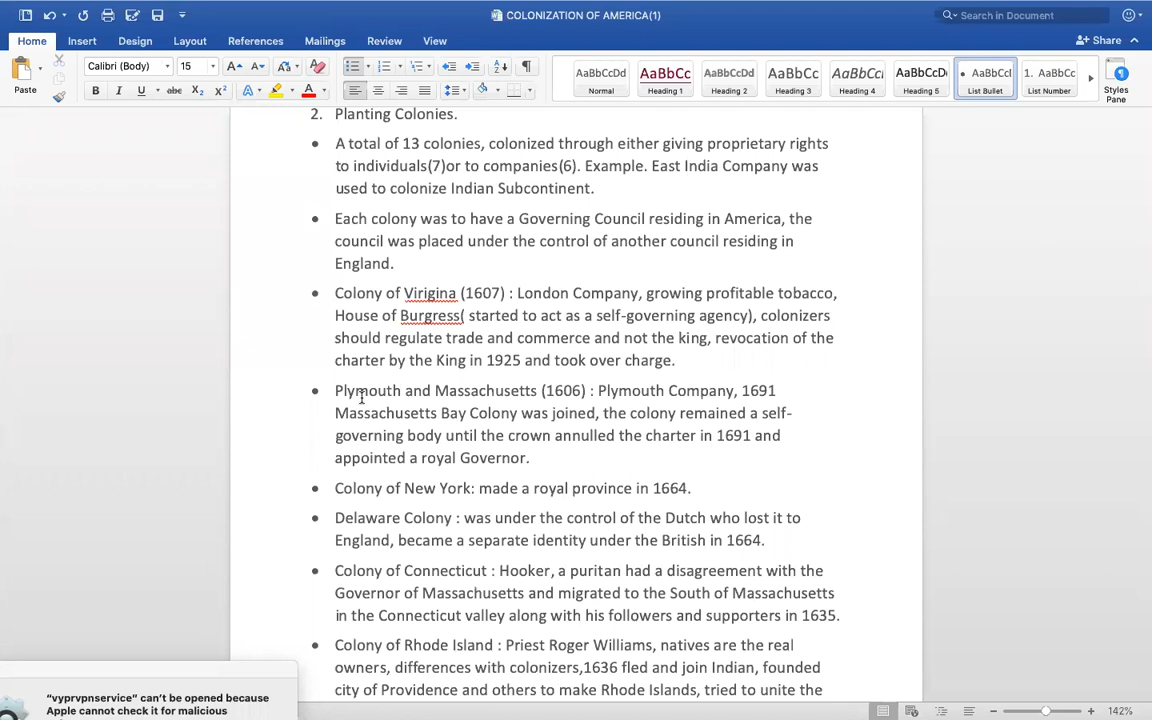 COLONIZATION OF AMERICA(1)
Search in Document
Home Insert Design Layout References Mailings Review View
Share
Paste
Calibri (Body) 15
AaBbCcDd AaBbCc AaBbCcDd AaBbCcD AaBbCcI AaBbCcD • AaBbCcI 1. AaBbCc
Normal Heading 1 Heading 2 Heading 3 Heading 4 Heading 5 List Bullet List Number
Styles Pane
2. Planting Colonies.
• A total of 13 colonies, colonized through either giving proprietary rights
to individuals(7)or to companies(6). Example. East India Company was
used to colonize Indian Subcontinent.
• Each colony was to have a Governing Council residing in America, the
council was placed under the control of another council residing in
England.
• Colony of Virigina (1607) : London Company, growing profitable tobacco,
House of Burgress( started to act as a self-governing agency), colonizers
should regulate trade and commerce and not the king, revocation of the
charter by the King in 1925 and took over charge.
• Plymouth and Massachusetts (1606) : Plymouth Company, 1691
Massachusetts Bay Colony was joined, the colony remained a self-
governing body until the crown annulled the charter in 1691 and
appointed a royal Governor.
• Colony of New York: made a royal province in 1664.
• Delaware Colony : was under the control of the Dutch who lost it to
England, became a separate identity under the British in 1664.
• Colony of Connecticut : Hooker, a puritan had a disagreement with the
Governor of Massachusetts and migrated to the South of Massachusetts
in the Connecticut valley along with his followers and supporters in 1635.
• Colony of Rhode Island : Priest Roger Williams, natives are the real
owners, differences with colonizers,1636 fled and join Indian, founded
city of Providence and others to make Rhode Islands, tried to unite the
"vyprvpnservice" can't be opened because
Apple cannot check it for malicious
142%